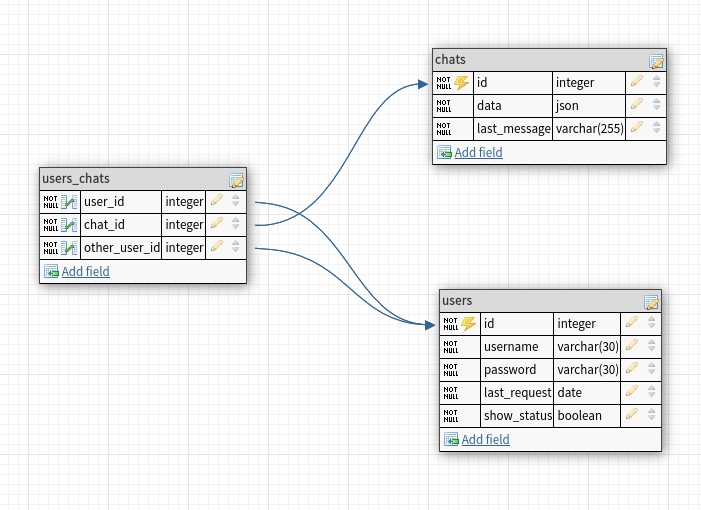 chats
NOT NULL id integer
NOT NULL data json
NOT NULL last_message varchar(255)
Add field
users_chats
NOT NULL user_id integer
NOT NULL chat_id integer
NOT NULL other_user_id integer
Add field
users
NOT NULL id integer
NOT NULL username varchar(30)
NOT NULL password varchar(30)
NOT NULL last_request date
NOT NULL show_status boolean
Add field